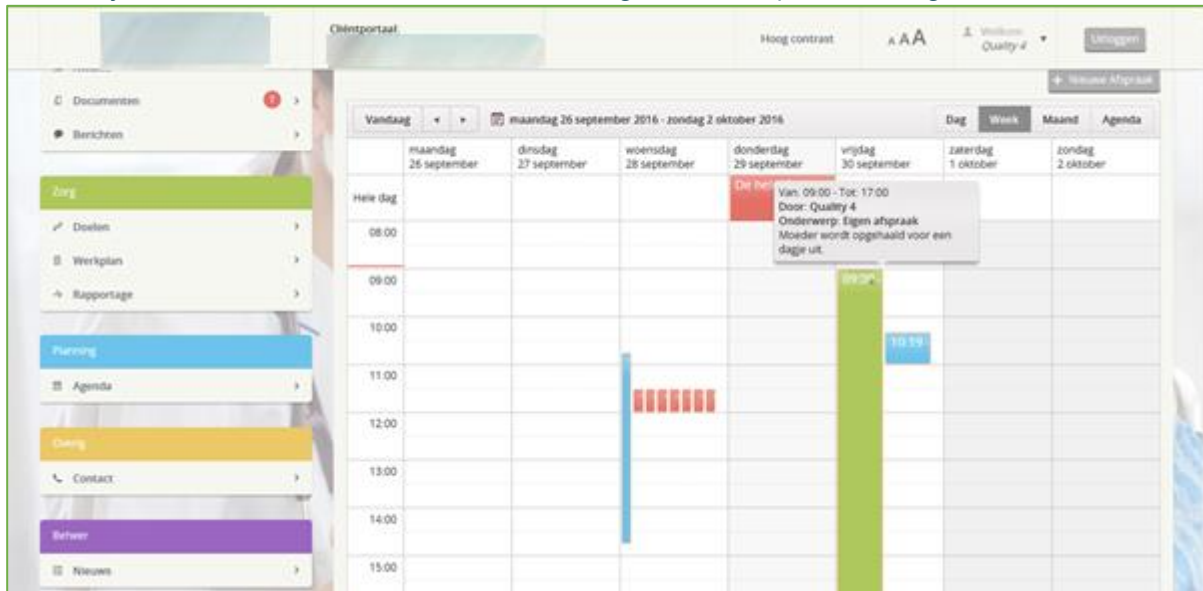 Cliëntportaal:
Hoog contrast
A A A
Welkom
Quality 4
Uitloggen
+ Nieuwe Afspraak
Documenten
Berichten
Zorg
Doelen
Werkplan
Rapportage
Planning
Agenda
Overig
Contact
Beheer
Nieuws
Vandaag
maandag 26 september 2016 - zondag 2 oktober 2016
Dag Week Maand Agenda
maandag
26 september
dinsdag
27 september
woensdag
28 september
donderdag
29 september
vrijdag
30 september
zaterdag
1 oktober
zondag
2 oktober
Hele dag
De
Van: 09:00 - Tot: 17:00
Door: Quality 4
Onderwerp: Eigen afspraak
Moeder wordt opgehaald voor een
dagje uit.
08:00
09:00
09:00
10:00
10:19
11:00
12:00
13:00
14:00
15:00